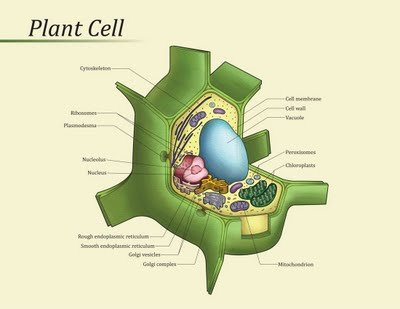 Plant Cell
Cytoskeleton
Ribosomes
Plasmodesma
Nucleolus
Nucleus
Rough endoplasmic reticulum
Smooth endoplasmic reticulum
Golgi vesicles
Golgi complex
Cell membrane
Cell wall
Vacuole
Peroxisomes
Chloroplasts
Mitochondrion